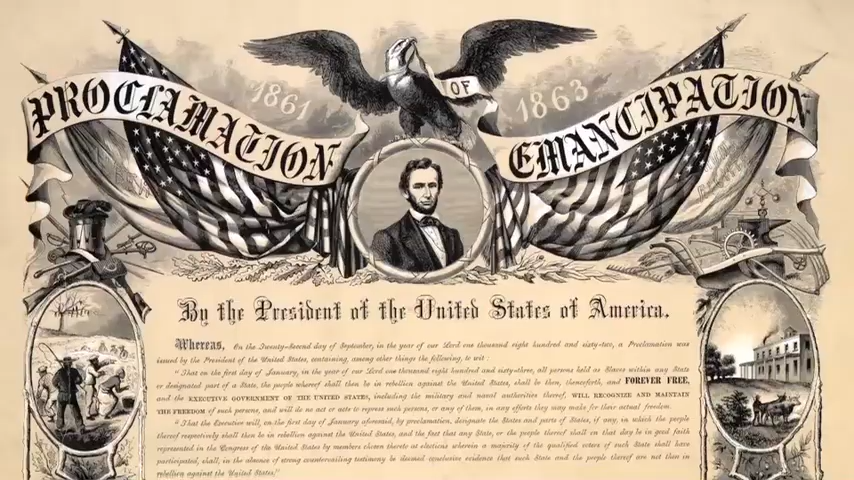 PROCLAMATION OF EMANCIPATION
1861 1863
By the President of the United States of America.
Whereas, On the Twenty-Second day of September, in the year of our Lord one thousand eight hundred and sixty-two, a Proclamation was
issued by the President of the United States, containing, among other things the following, to wit:
"That on the first day of January, in the year of our Lord one thousand eight hundred and sixty-three, all persons held as Slaves within any State
or designated part of a State, the people whereof shall then be in rebellion against the United States, shall be then, thenceforth, and FOREVER FREE,
and the EXECUTIVE GOVERNMENT OF THE UNITED STATES, including the military and naval authorities thereof, WILL RECOGNIZE AND MAINTAIN
THE FREEDOM of such persons, and will do no act or acts to repress such persons, or any of them, in any efforts they may make for their actual freedom.
"That the Executive will, on the first day of January aforesaid, by proclamation, designate the States and parts of States, if any, in which the people
thereof respectively shall then be in rebellion against the United States, and the fact that any State, or the people thereof shall on that day be in good faith
represented in the Congress of the United States by members chosen thereto at elections wherein a majority of the qualified voters of such State shall have
participated, shall, in the absence of strong countervailing testimony be deemed conclusive evidence that such State and the people thereof are not then in
rebellion against the United States."